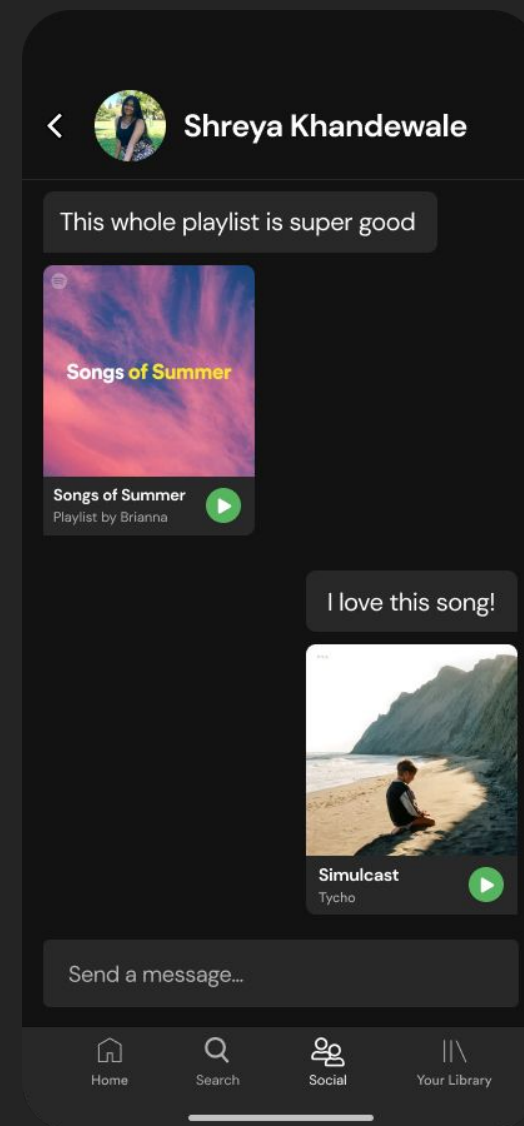 Shreya Khandewale
This whole playlist is super good
Songs of Summer
Songs of Summer
Playlist by Brianna
I love this song!
Simulcast
Tycho
Send a message...
Home
Search
Social
Your Library